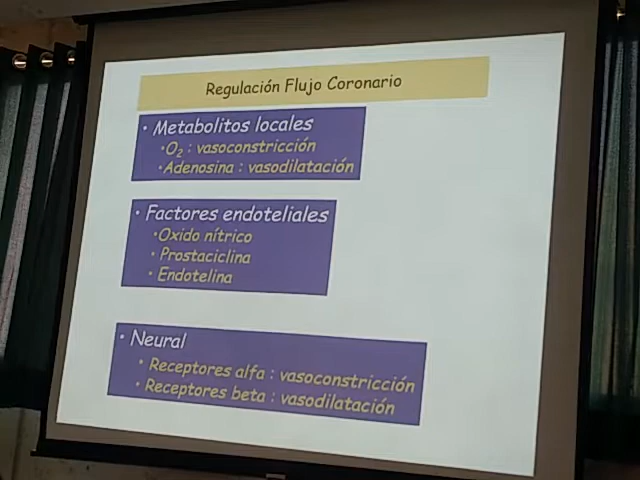 Regulación Flujo Coronario
• Metabolitos locales
•O₂ : vasoconstricción
•Adenosina : vasodilatación
• Factores endoteliales
•Oxido nítrico
• Prostaciclina
• Endotelina
• Neural
• Receptores alfa : vasoconstricción
• Receptores beta : vasodilatación